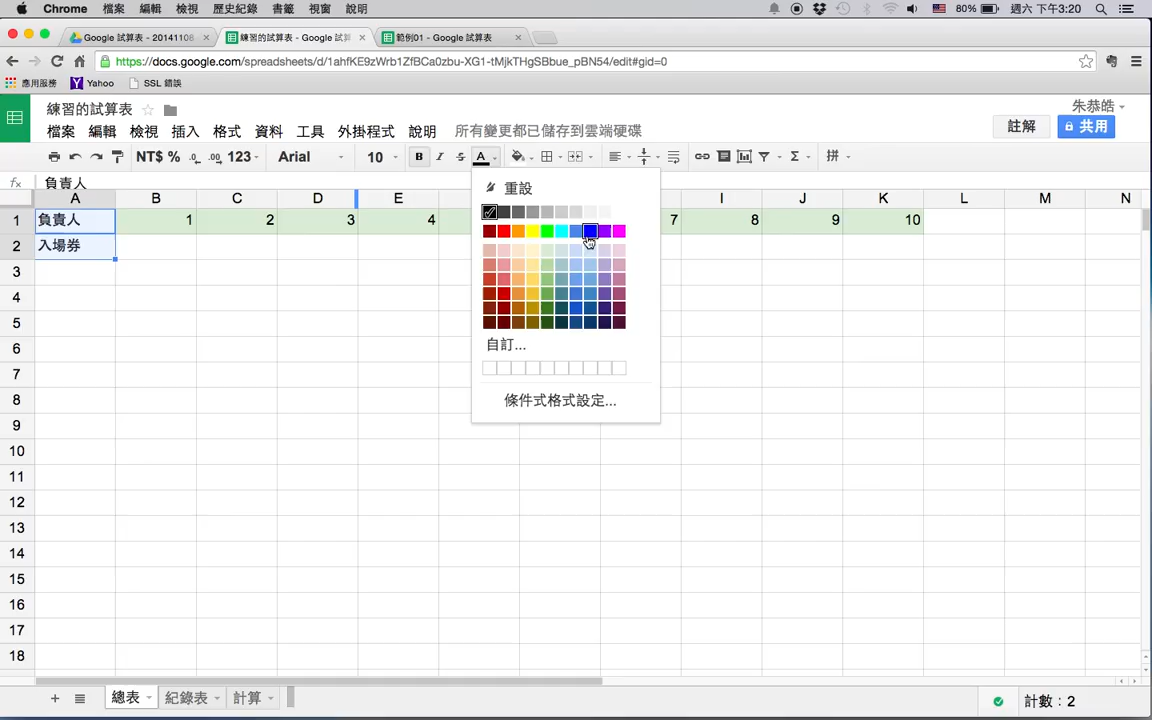 Chrome 檔案 編輯 檢視 歷史紀錄 書籤 視窗 說明 80% 週六 下午3:20
Google 試算表 - 20141108 練習的試算表 - Google 試算 範例01 - Google 試算表
https://docs.google.com/spreadsheets/d/1ahfKE9zWrb1ZfBCa0zbu-XG1-tMjkTHgSBbue_pBN54/edit#gid=0
應用服務 Yahoo SSL 錯誤
練習的試算表 朱恭皓
檔案 編輯 檢視 插入 格式 資料 工具 外掛程式 說明 所有變更都已儲存到雲端硬碟 註解 共用
NT$ % .0 .00 123 Arial 10 B I S A Σ 拼
fx 負責人
重設
A B C D E I J K L M N
1 負責人 1 2 3 4 7 8 9 10
2 入場券
3
4
5
自訂...
6
7
條件式格式設定...
8
9
10
11
12
13
14
15
16
17
18
+ 總表 紀錄表 計算 計數：2